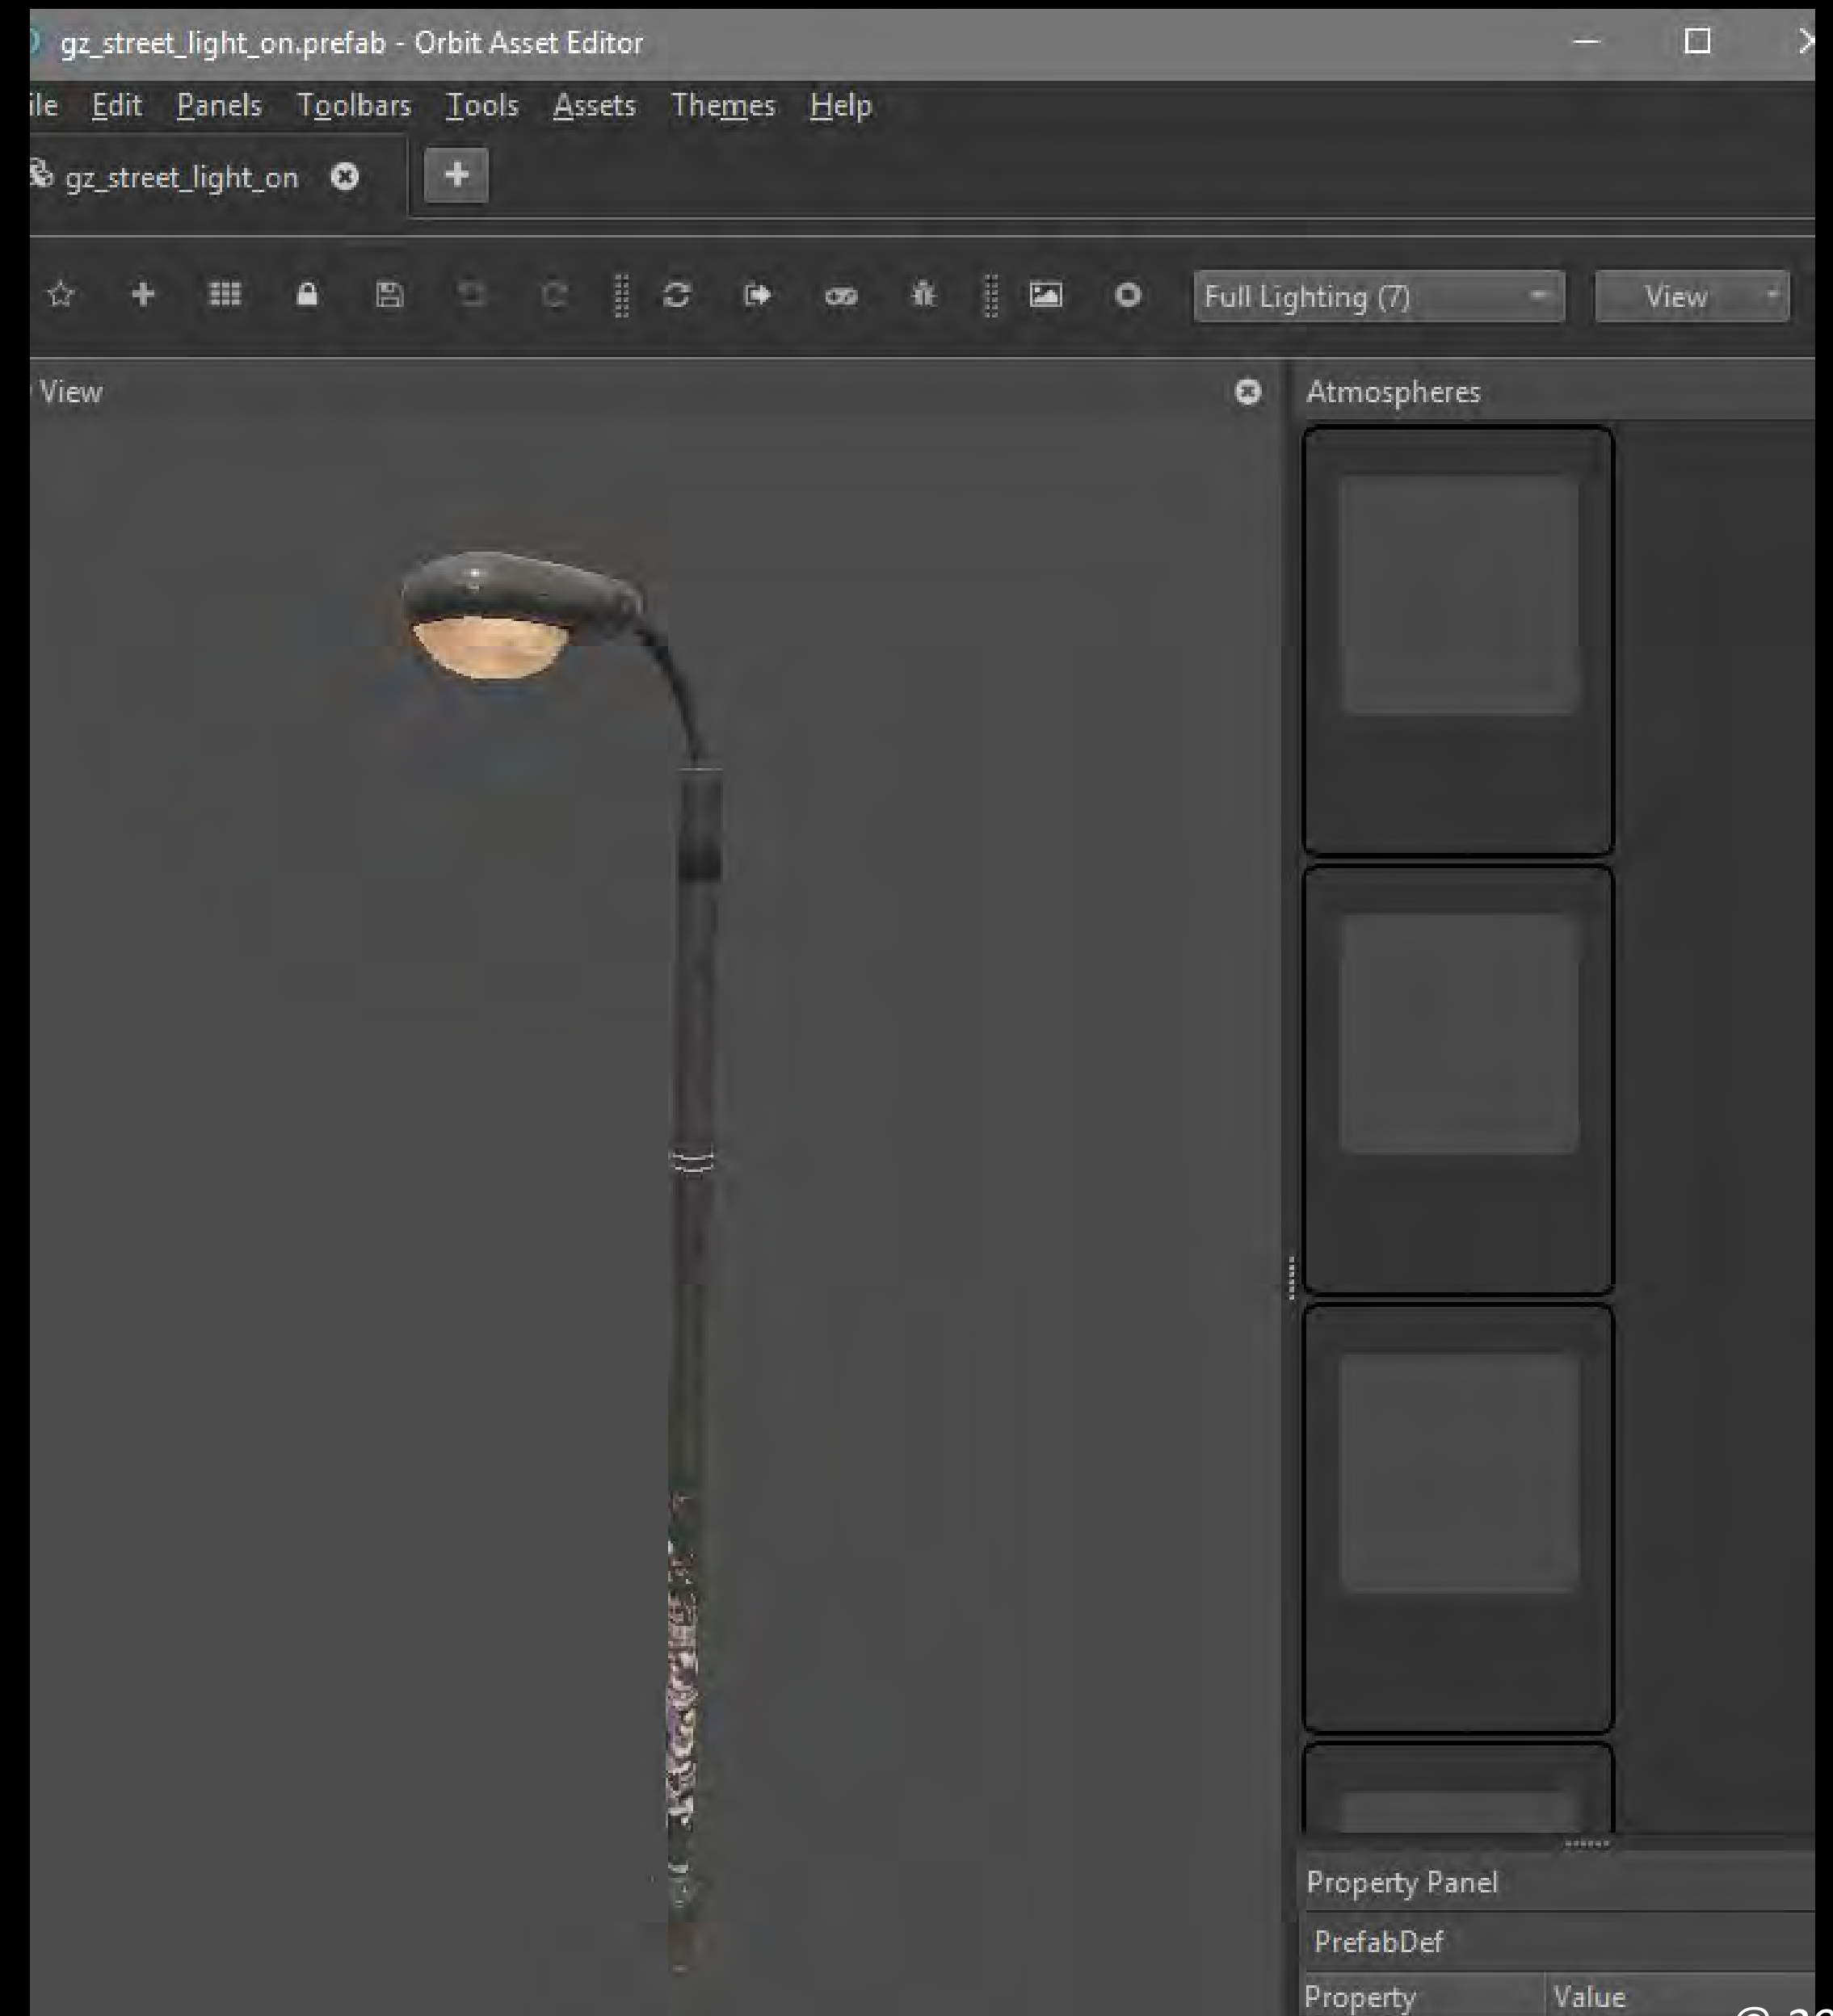 gz_street_light_on.prefab - Orbit Asset Editor
ile Edit Panels Toolbars Tools Assets Themes Help
gz_street_light_on
Full Lighting (7) View
View Atmospheres
Property Panel
PrefabDef
Property Value